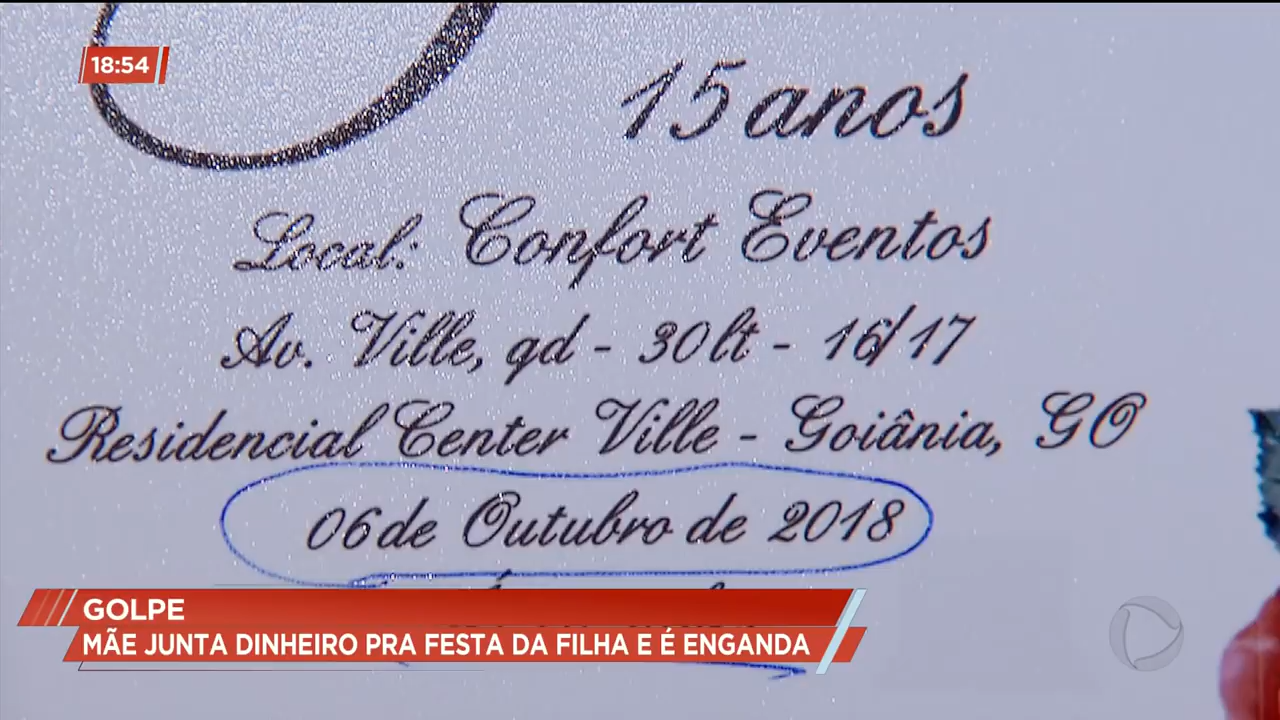 18:54
15 anos
Local: Confort Eventos
Av. Ville, qd - 30 lt - 16/17
Residencial Center Ville - Goiânia, GO
06 de Outubro de 2018
GOLPE
MÃE JUNTA DINHEIRO PRA FESTA DA FILHA E É ENGANDA